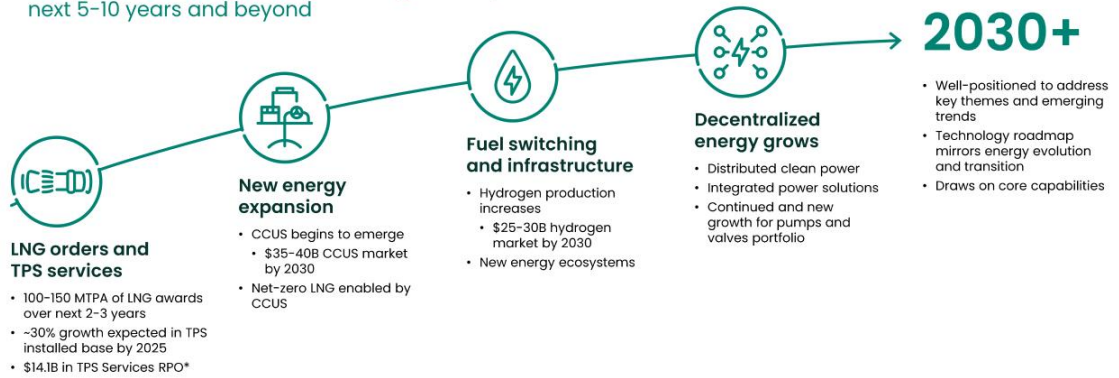 next 5-10 years and beyond
LNG orders and
TPS services
• 100-150 MTPA of LNG awards
over next 2-3 years
• ~30% growth expected in TPS
installed base by 2025
• $14.1B in TPS Services RPO*
New energy
expansion
• CCUS begins to emerge
• $35-40B CCUS market
by 2030
• Net-zero LNG enabled by
CCUS
Fuel switching
and infrastructure
• Hydrogen production
increases
• $25-30B hydrogen
market by 2030
• New energy ecosystems
Decentralized
energy grows
• Distributed clean power
• Integrated power solutions
• Continued and new
growth for pumps and
valves portfolio
2030+
• Well-positioned to address
key themes and emerging
trends
• Technology roadmap
mirrors energy evolution
and transition
• Draws on core capabilities